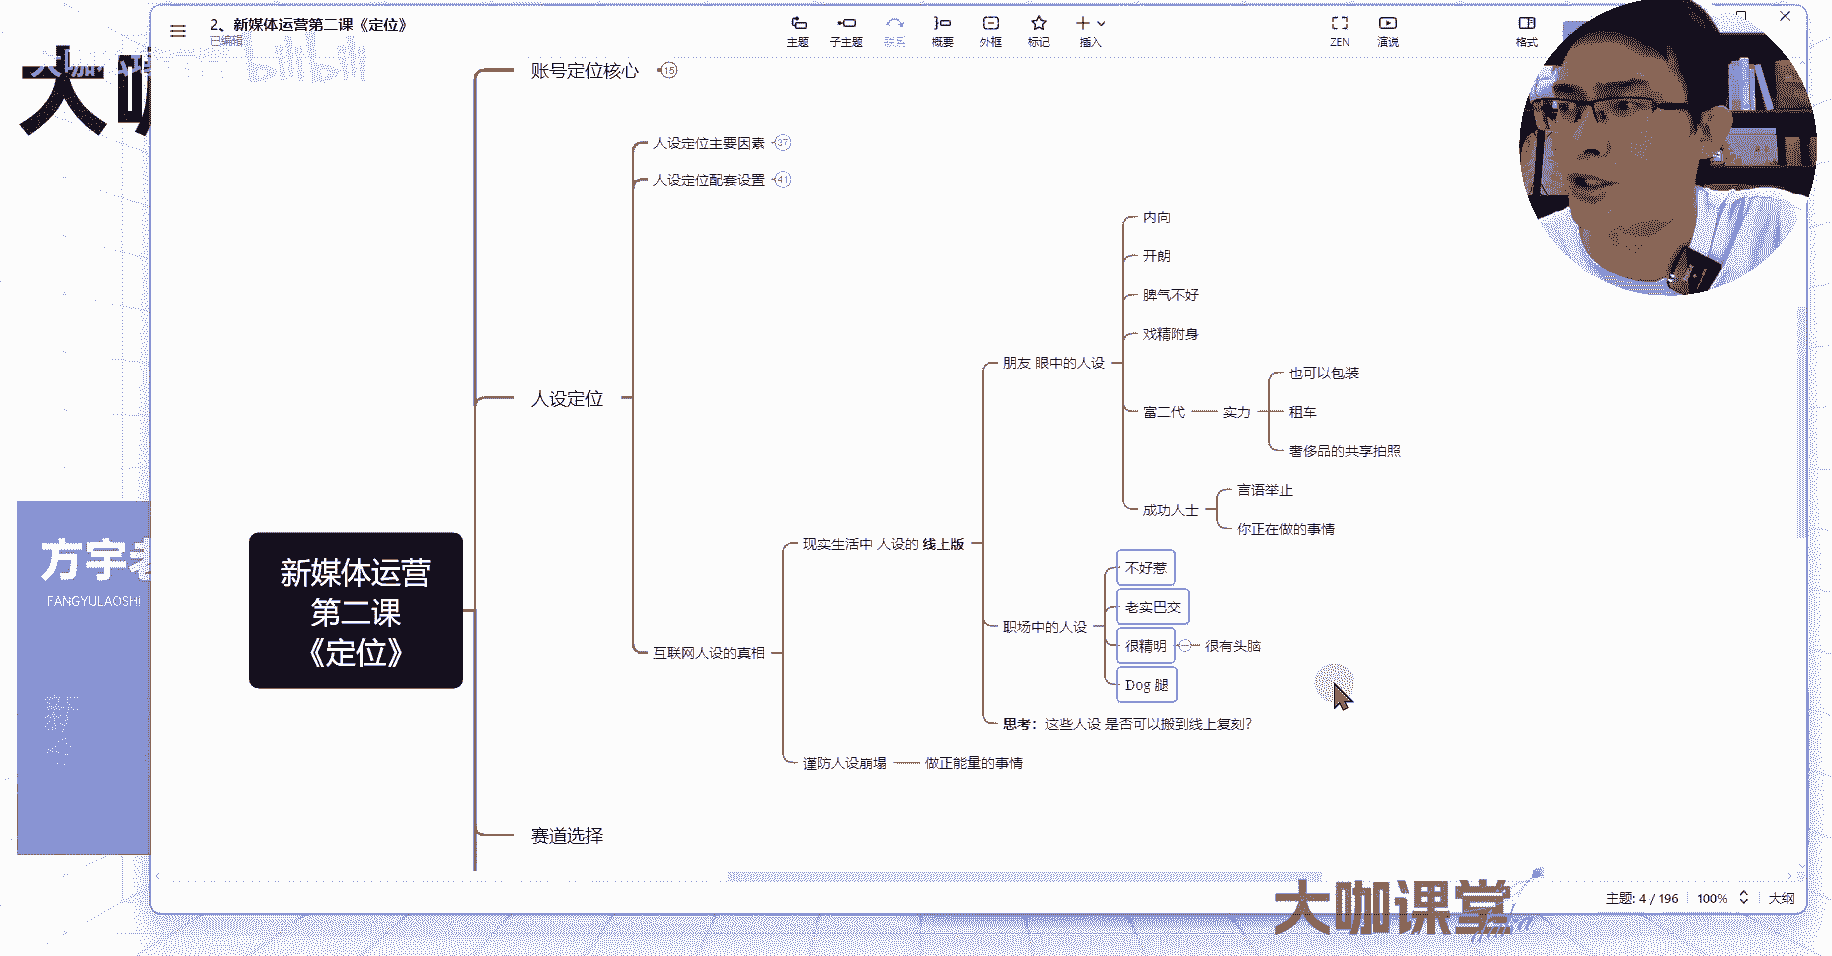 2、新媒体运营第二课《定位》
已编辑
主题
子主题
联系
概要
外框
标记
插入
ZEN
演说
格式
大咖
bilibili
账号定位核心
15
人设定位主要因素
37
人设定位配套设置
41
内向
开朗
脾气不好
戏精附身
朋友 眼中的人设
也可以包装
人设定位
富二代
实力
租车
奢侈品的共享拍照
言语举止
成功人士
你正在做的事情
现实生活中 人设的 线上版
不好惹
新媒体运营
第二课
《定位》
方宇老
FANGYULAOSHI
老实巴交
职场中的人设
很精明
很有头脑
互联网人设的真相
Dog 腿
思考：这些人设 是否可以搬到线上复刻？
谨防人设崩塌
做正能量的事情
赛道选择
大咖课堂
主题: 4 / 196
100%
大纲